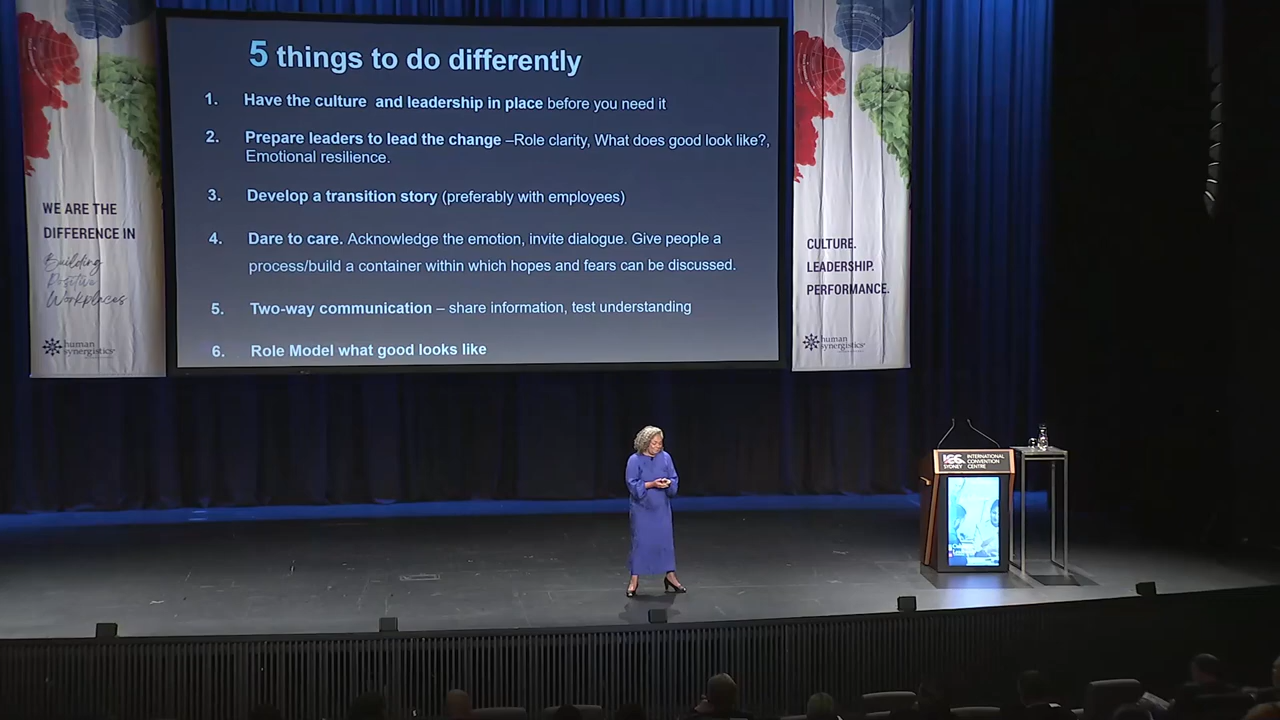 5 things to do differently
1. Have the culture and leadership in place before you need it
2. Prepare leaders to lead the change –Role clarity, What does good look like?,
Emotional resilience.
3. Develop a transition story (preferably with employees)
4. Dare to care. Acknowledge the emotion, invite dialogue. Give people a
process/build a container within which hopes and fears can be discussed.
5. Two-way communication – share information, test understanding
6. Role Model what good looks like
WE ARE THE
DIFFERENCE IN
Building
Positive
Workplaces
human
synergistics
CULTURE.
LEADERSHIP.
PERFORMANCE.
human
synergistics
ICC
SYDNEY
INTERNATIONAL
CONVENTION
CENTRE